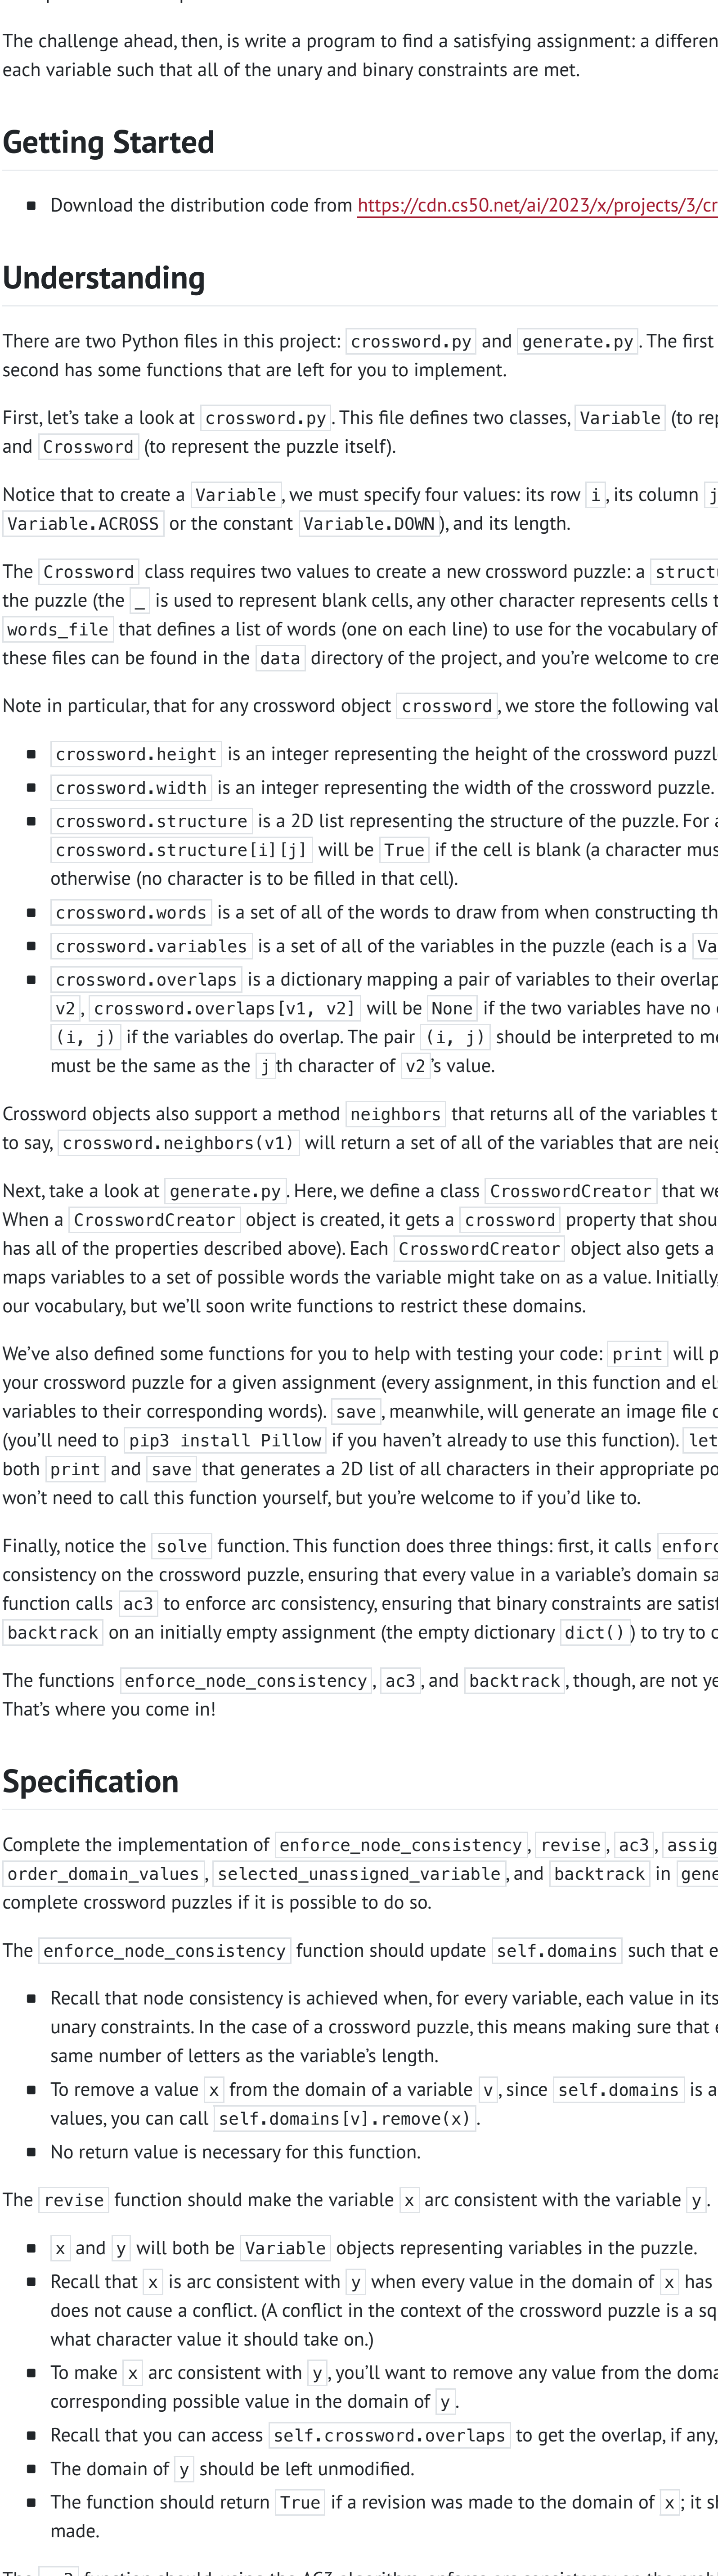 The challenge ahead, then, is write a program to find a satisfying assignment: a differen
each variable such that all of the unary and binary constraints are met.
Getting Started
Download the distribution code from https://cdn.cs50.net/ai/2023/x/projects/3/cr
Understanding
There are two Python files in this project: crossword.py and generate.py. The first
second has some functions that are left for you to implement.
First, let’s take a look at crossword.py. This file defines two classes, Variable (to rep
and Crossword (to represent the puzzle itself).
Notice that to create a Variable, we must specify four values: its row i, its column j
Variable.ACROSS or the constant Variable.DOWN), and its length.
The Crossword class requires two values to create a new crossword puzzle: a structu
the puzzle (the _ is used to represent blank cells, any other character represents cells t
words_file that defines a list of words (one on each line) to use for the vocabulary of
these files can be found in the data directory of the project, and you’re welcome to cre
Note in particular, that for any crossword object crossword, we store the following val
crossword.height is an integer representing the height of the crossword puzzl
crossword.width is an integer representing the width of the crossword puzzle.
crossword.structure is a 2D list representing the structure of the puzzle. For a
crossword.structure[i][j] will be True if the cell is blank (a character mus
otherwise (no character is to be filled in that cell).
crossword.words is a set of all of the words to draw from when constructing th
crossword.variables is a set of all of the variables in the puzzle (each is a Va
crossword.overlaps is a dictionary mapping a pair of variables to their overlap
v2, crossword.overlaps[v1, v2] will be None if the two variables have no
(i, j) if the variables do overlap. The pair (i, j) should be interpreted to me
must be the same as the jth character of v2’s value.
Crossword objects also support a method neighbors that returns all of the variables t
to say, crossword.neighbors(v1) will return a set of all of the variables that are neig
Next, take a look at generate.py. Here, we define a class CrosswordCreator that we
When a CrosswordCreator object is created, it gets a crossword property that shou
has all of the properties described above). Each CrosswordCreator object also gets a
maps variables to a set of possible words the variable might take on as a value. Initially,
our vocabulary, but we’ll soon write functions to restrict these domains.
We’ve also defined some functions for you to help with testing your code: print will p
your crossword puzzle for a given assignment (every assignment, in this function and el
variables to their corresponding words). save, meanwhile, will generate an image file c
(you’ll need to pip3 install Pillow if you haven’t already to use this function). let
both print and save that generates a 2D list of all characters in their appropriate po
won’t need to call this function yourself, but you’re welcome to if you’d like to.
Finally, notice the solve function. This function does three things: first, it calls enforc
consistency on the crossword puzzle, ensuring that every value in a variable’s domain sa
function calls ac3 to enforce arc consistency, ensuring that binary constraints are satisf
backtrack on an initially empty assignment (the empty dictionary dict()) to try to c
The functions enforce_node_consistency, ac3, and backtrack, though, are not ye
That’s where you come in!
Specification
Complete the implementation of enforce_node_consistency, revise, ac3, assig
order_domain_values, selected_unassigned_variable, and backtrack in gene
complete crossword puzzles if it is possible to do so.
The enforce_node_consistency function should update self.domains such that e
Recall that node consistency is achieved when, for every variable, each value in its
unary constraints. In the case of a crossword puzzle, this means making sure that e
same number of letters as the variable’s length.
To remove a value x from the domain of a variable v, since self.domains is a
values, you can call self.domains[v].remove(x).
No return value is necessary for this function.
The revise function should make the variable x arc consistent with the variable y.
x and y will both be Variable objects representing variables in the puzzle.
Recall that x is arc consistent with y when every value in the domain of x has
does not cause a conflict. (A conflict in the context of the crossword puzzle is a sq
what character value it should take on.)
To make x arc consistent with y, you’ll want to remove any value from the doma
corresponding possible value in the domain of y.
Recall that you can access self.crossword.overlaps to get the overlap, if any,
The domain of y should be left unmodified.
The function should return True if a revision was made to the domain of x; it sh
made.